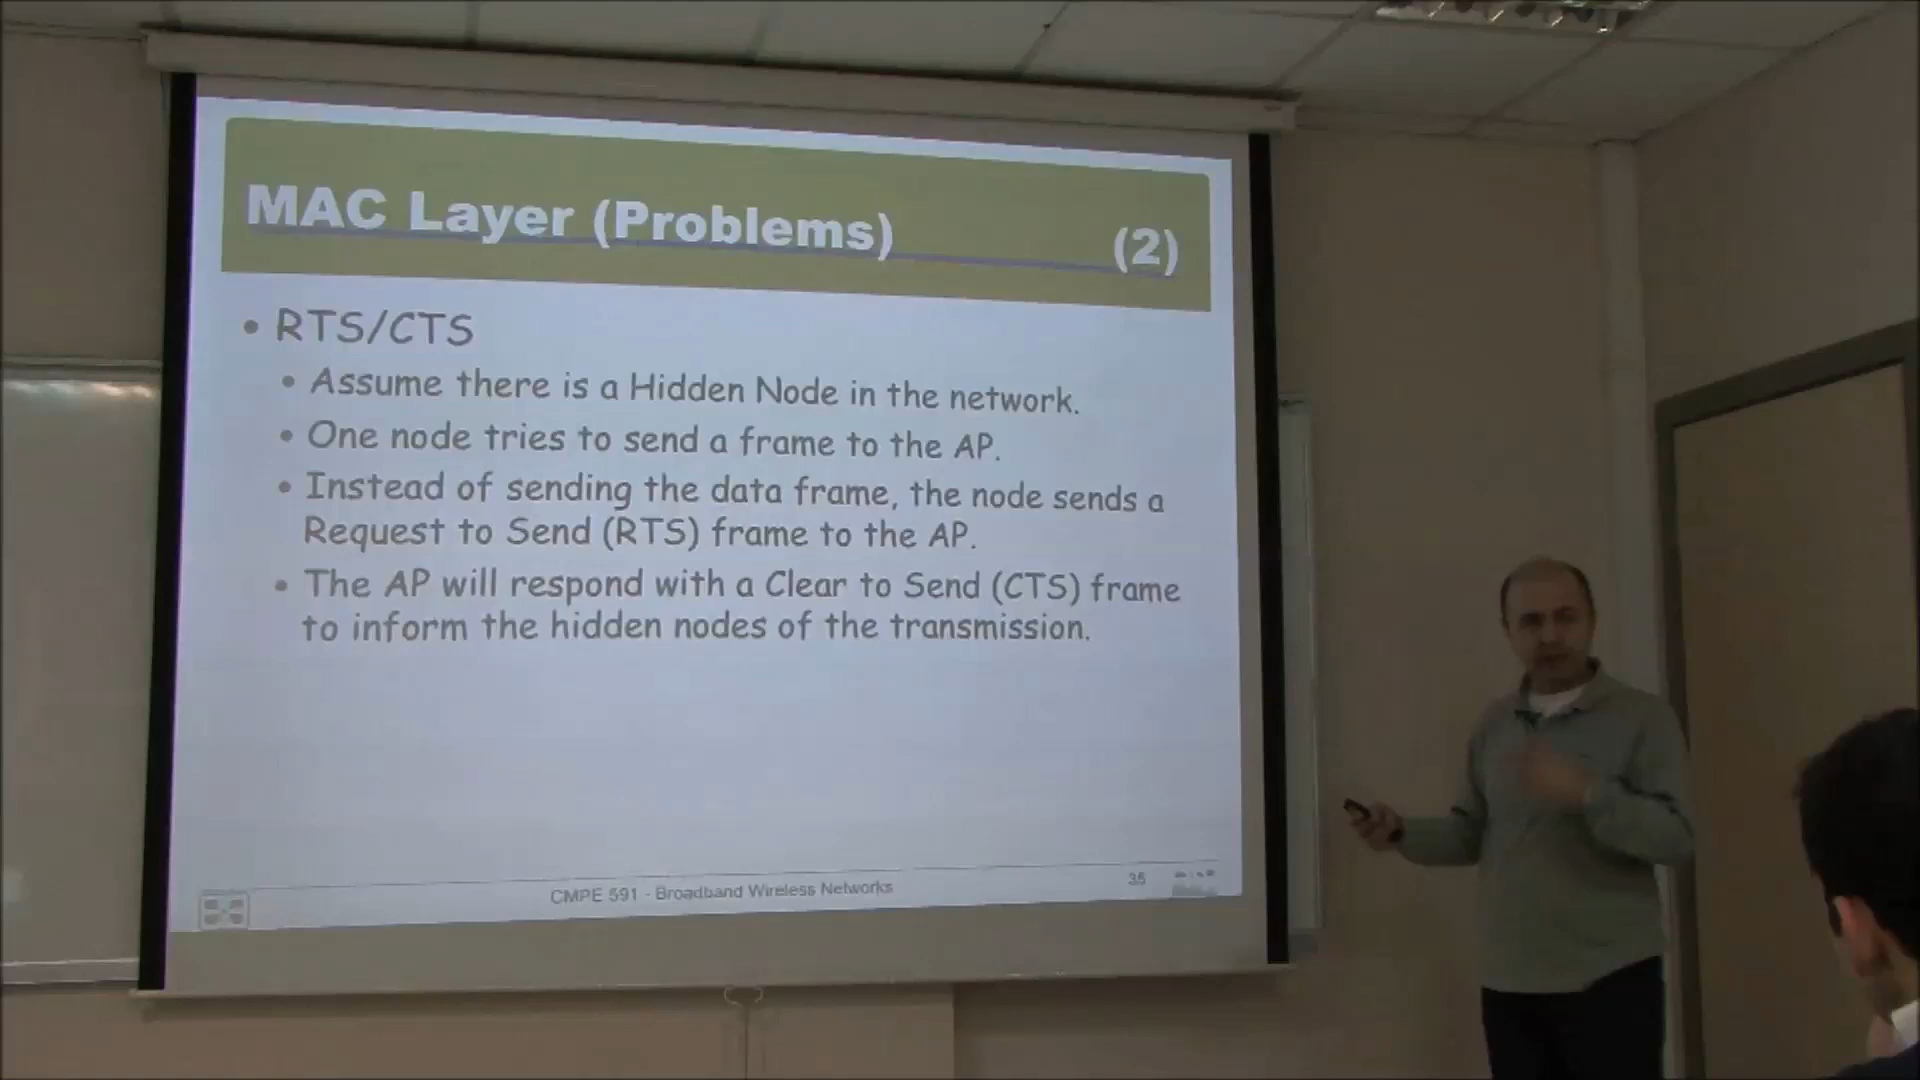 MAC Layer (Problems) (2)
• RTS/CTS
• Assume there is a Hidden Node in the network.
• One node tries to send a frame to the AP.
• Instead of sending the data frame, the node sends a
Request to Send (RTS) frame to the AP.
• The AP will respond with a Clear to Send (CTS) frame
to inform the hidden nodes of the transmission.
CMPE 591 - Broadband Wireless Networks 35